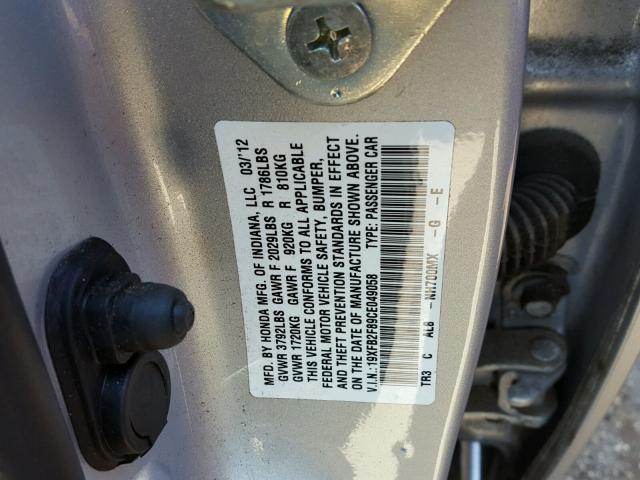 MFD. BY HONDA MFG. OF INDIANA, LLC 03/'12
GVWR 3792LBS GAWR F 2029LBS R 1786LBS
GVWR 1720KG GAWR F 920KG R 810KG
THIS VEHICLE CONFORMS TO ALL APPLICABLE
FEDERAL MOTOR VEHICLE SAFETY, BUMPER,
AND THEFT PREVENTION STANDARDS IN EFFECT
ON THE DATE OF MANUFACTURE SHOWN ABOVE.
V.I.N.:19XFB2F89CE049058 TYPE: PASSENGER CAR
TR3 C AL8 - NH700MX - G - E